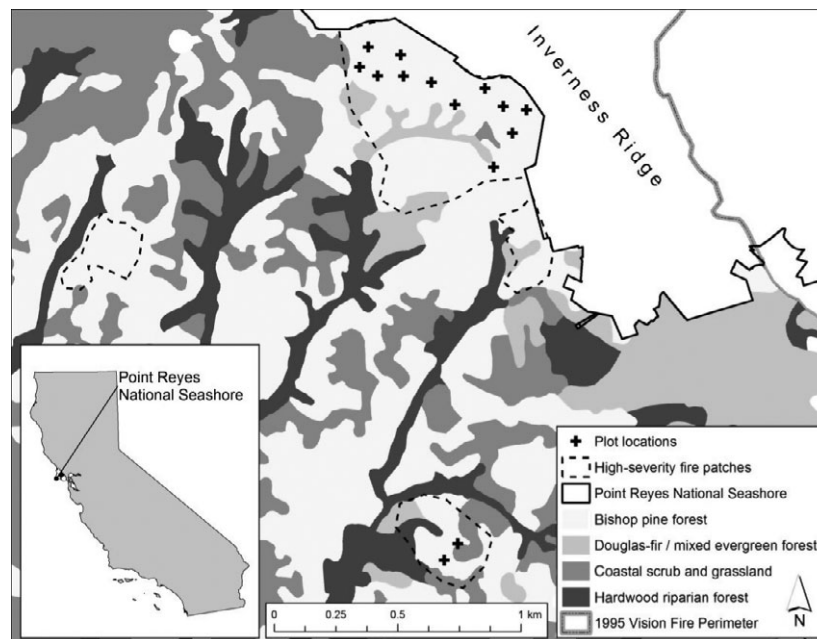 Inverness Ridge
Point Reyes
National Seashore
Plot locations
High-severity fire patches
Point Reyes National Seashore
Bishop pine forest
Douglas-fir / mixed evergreen forest
Coastal scrub and grassland
Hardwood riparian forest
1995 Vision Fire Perimeter
N
0 0.25 0.5 1 km